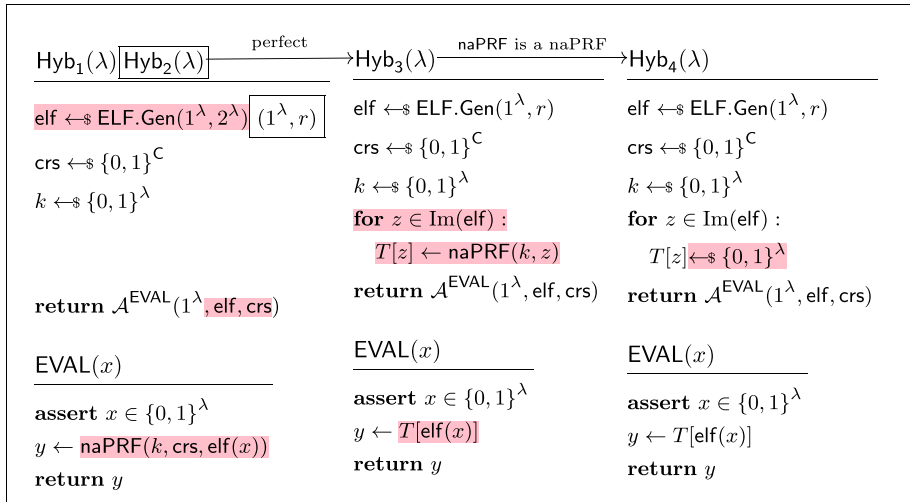 perfect
naPRF is a naPRF
Hyb₁(λ) Hyb₂(λ)
elf ←$ ELF.Gen(1^λ, 2^λ) (1^λ, r)
crs ←$ {0, 1}^C
k ←$ {0, 1}^λ
return 𝒜^EVAL(1^λ, elf, crs)
EVAL(x)
assert x ∈ {0, 1}^λ
y ← naPRF(k, crs, elf(x))
return y
Hyb₃(λ)
elf ←$ ELF.Gen(1^λ, r)
crs ←$ {0, 1}^C
k ←$ {0, 1}^λ
for z ∈ Im(elf) :
T[z] ← naPRF(k, z)
return 𝒜^EVAL(1^λ, elf, crs)
EVAL(x)
assert x ∈ {0, 1}^λ
y ← T[elf(x)]
return y
Hyb₄(λ)
elf ←$ ELF.Gen(1^λ, r)
crs ←$ {0, 1}^C
k ←$ {0, 1}^λ
for z ∈ Im(elf) :
T[z] ←$ {0, 1}^λ
return 𝒜^EVAL(1^λ, elf, crs)
EVAL(x)
assert x ∈ {0, 1}^λ
y ← T[elf(x)]
return y